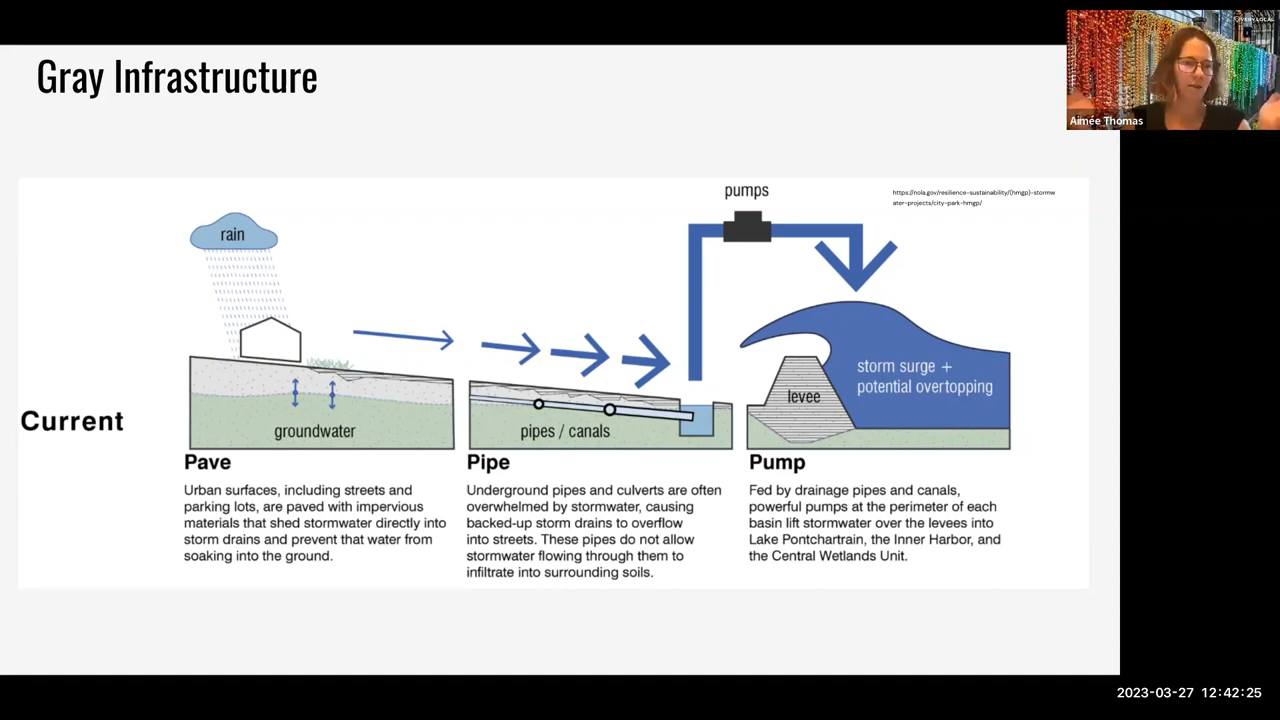 Gray Infrastructure
Aimée Thomas
https://nola.gov/resilience-sustainability/(hmgp)-stormw
ater-projects/city-park-hmgp/
pumps
rain
storm surge +
potential overtopping
levee
Current
groundwater
pipes / canals
Pave
Urban surfaces, including streets and
parking lots, are paved with impervious
materials that shed stormwater directly into
storm drains and prevent that water from
soaking into the ground.
Pipe
Underground pipes and culverts are often
overwhelmed by stormwater, causing
backed-up storm drains to overflow
into streets. These pipes do not allow
stormwater flowing through them to
infiltrate into surrounding soils.
Pump
Fed by drainage pipes and canals,
powerful pumps at the perimeter of each
basin lift stormwater over the levees into
Lake Pontchartrain, the Inner Harbor, and
the Central Wetlands Unit.
2023-03-27 12:42:25